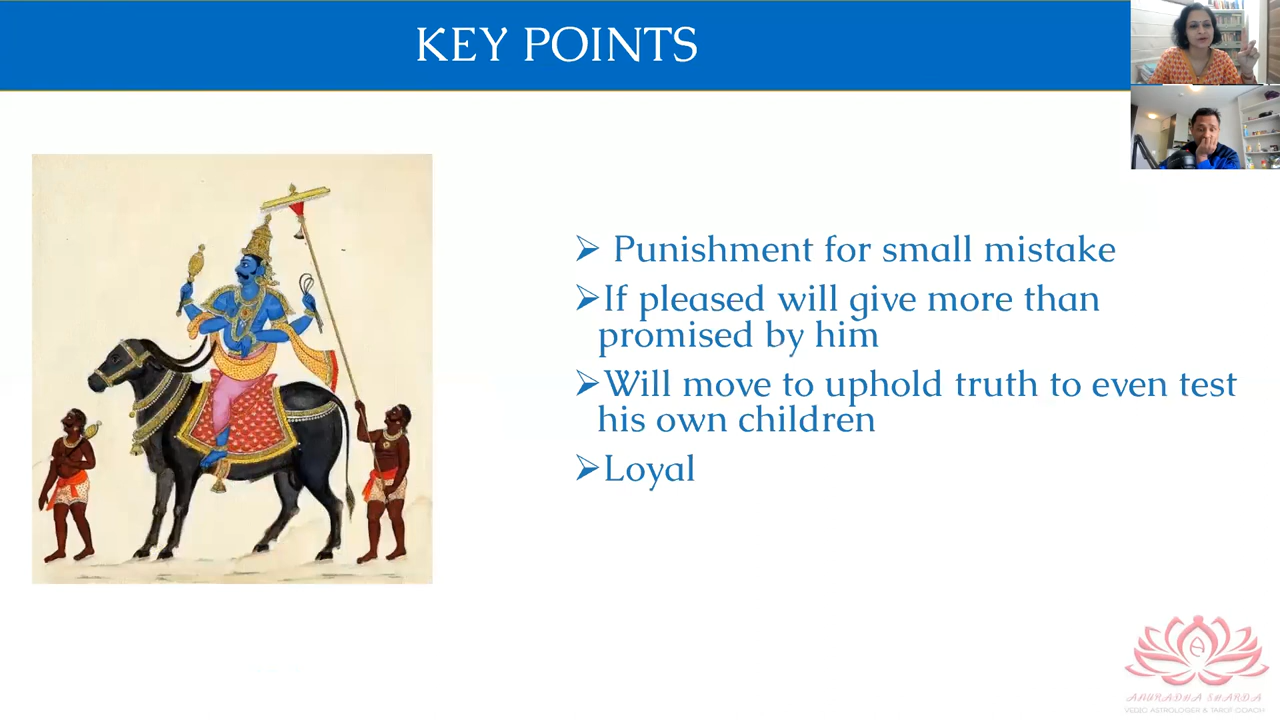 KEY POINTS
➢ Punishment for small mistake
➢If pleased will give more than
promised by him
➢Will move to uphold truth to even test
his own children
➢Loyal
ANURADHA SHARDA
VEDIC ASTROLOGER & TAROT COACH